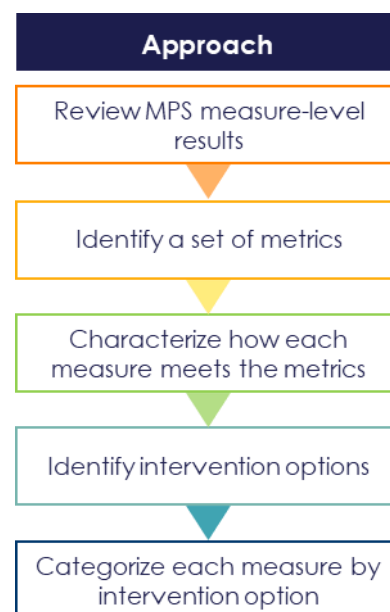 Approach
Review MPS measure-level
results
Identify a set of metrics
Characterize how each
measure meets the metrics
Identify intervention options
Categorize each measure by
intervention option